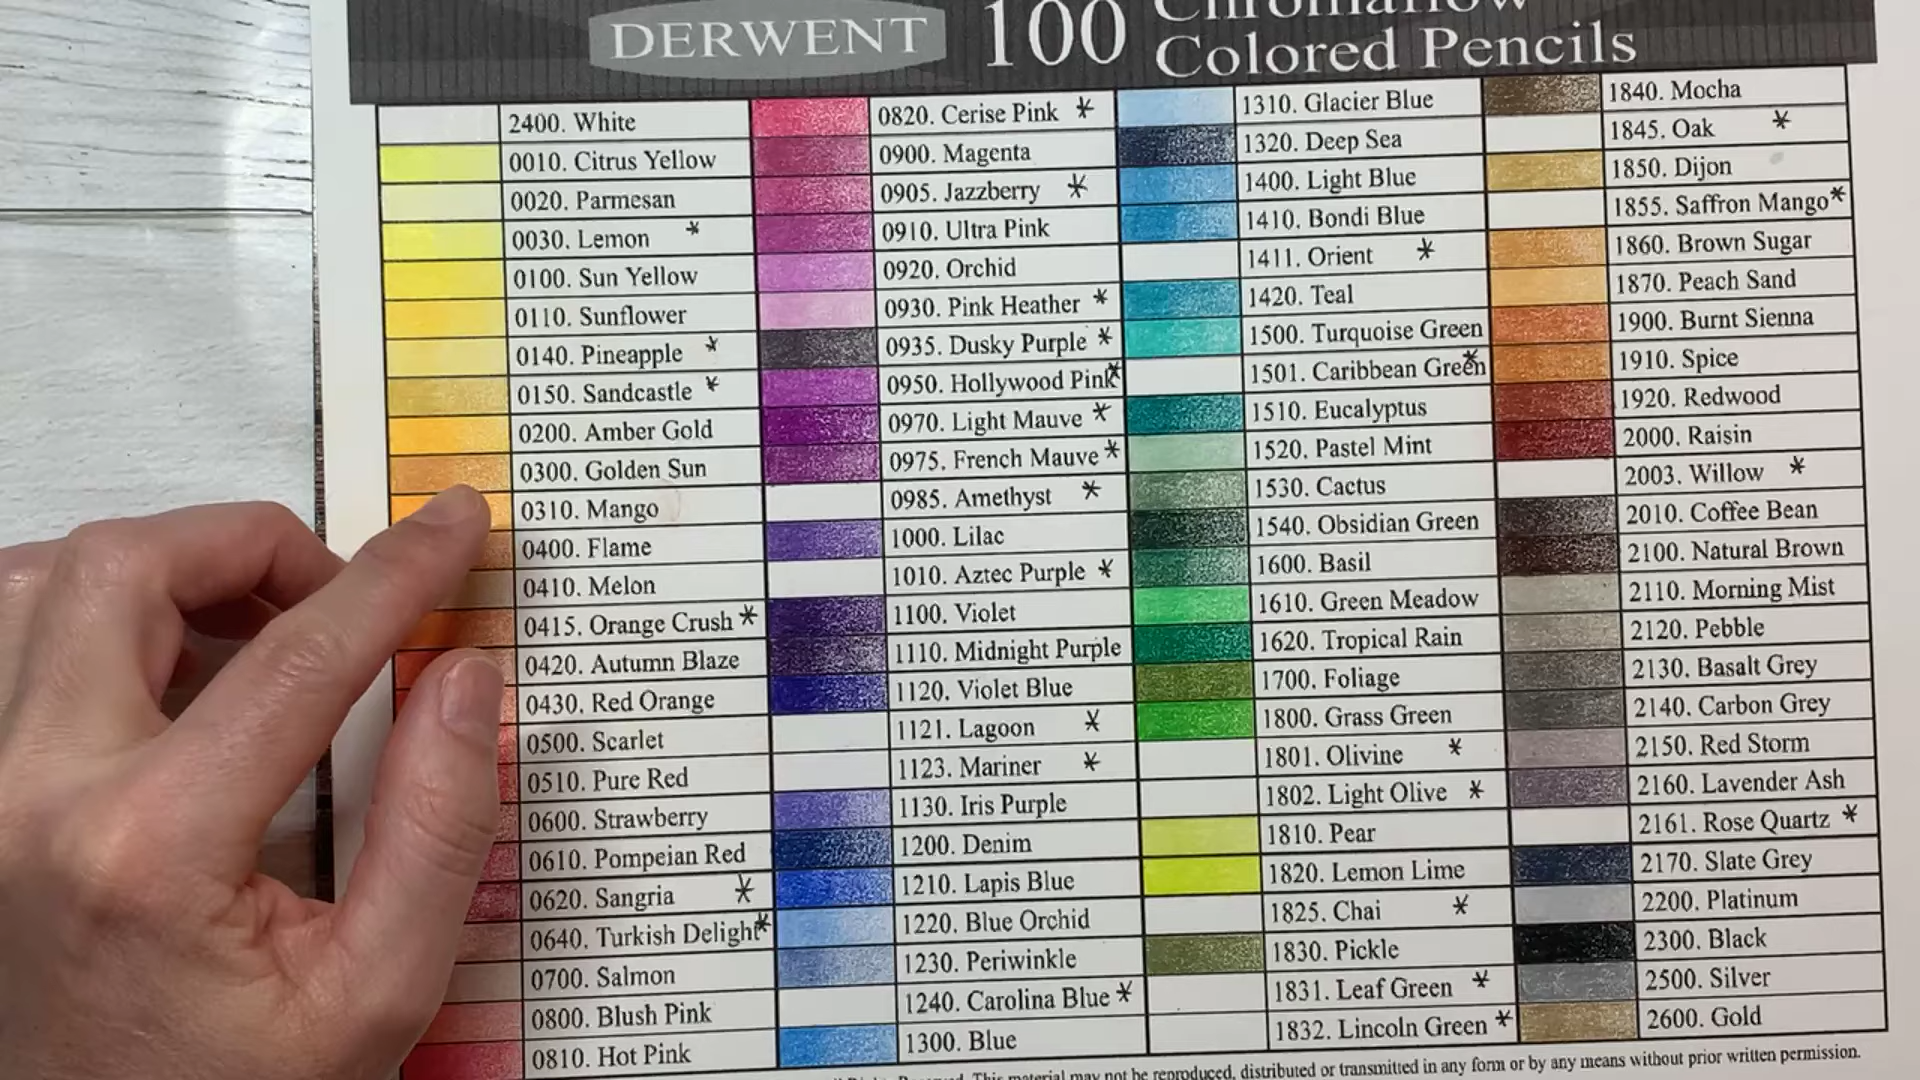 DERWENT 100 Chromaflow
Colored Pencils
2400. White
0010. Citrus Yellow
0020. Parmesan
0030. Lemon *
0100. Sun Yellow
0110. Sunflower
0140. Pineapple *
0150. Sandcastle *
0200. Amber Gold
0300. Golden Sun
0310. Mango
0400. Flame
0410. Melon
0415. Orange Crush *
0420. Autumn Blaze
0430. Red Orange
0500. Scarlet
0510. Pure Red
0600. Strawberry
0610. Pompeian Red
0620. Sangria *
0640. Turkish Delight *
0700. Salmon
0800. Blush Pink
0810. Hot Pink
0820. Cerise Pink *
0900. Magenta
0905. Jazzberry *
0910. Ultra Pink
0920. Orchid
0930. Pink Heather *
0935. Dusky Purple *
0950. Hollywood Pink *
0970. Light Mauve *
0975. French Mauve *
0985. Amethyst *
1000. Lilac
1010. Aztec Purple *
1100. Violet
1110. Midnight Purple
1120. Violet Blue
1121. Lagoon *
1123. Mariner *
1130. Iris Purple
1200. Denim
1210. Lapis Blue
1220. Blue Orchid
1230. Periwinkle
1240. Carolina Blue *
1300. Blue
1310. Glacier Blue
1320. Deep Sea
1400. Light Blue
1410. Bondi Blue
1411. Orient *
1420. Teal
1500. Turquoise Green
1501. Caribbean Green *
1510. Eucalyptus
1520. Pastel Mint
1530. Cactus
1540. Obsidian Green
1600. Basil
1610. Green Meadow
1620. Tropical Rain
1700. Foliage
1800. Grass Green
1801. Olivine *
1802. Light Olive *
1810. Pear
1820. Lemon Lime
1825. Chai *
1830. Pickle
1831. Leaf Green *
1832. Lincoln Green *
1840. Mocha
1845. Oak *
1850. Dijon
1855. Saffron Mango *
1860. Brown Sugar
1870. Peach Sand
1900. Burnt Sienna
1910. Spice
1920. Redwood
2000. Raisin
2003. Willow *
2010. Coffee Bean
2100. Natural Brown
2110. Morning Mist
2120. Pebble
2130. Basalt Grey
2140. Carbon Grey
2150. Red Storm
2160. Lavender Ash
2161. Rose Quartz *
2170. Slate Grey
2200. Platinum
2300. Black
2500. Silver
2600. Gold
This material may not be reproduced, distributed or transmitted in any form or by any means without prior written permission.